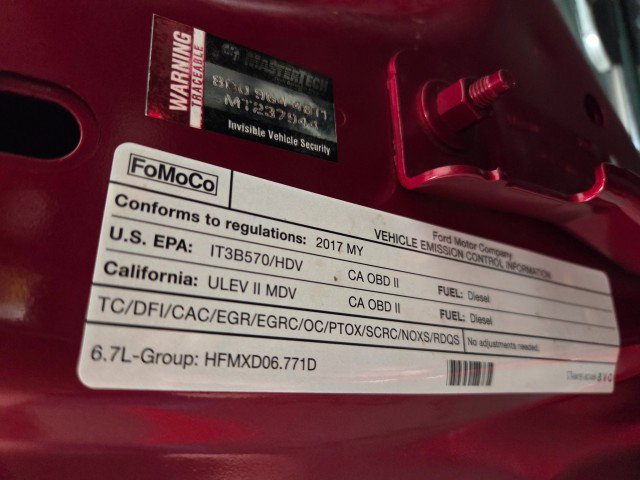 WARNING
TRACEABLE
MASTERTECH
MT237944
Invisible Vehicle Security
FoMoCo
Ford Motor Company
VEHICLE EMISSION CONTROL INFORMATION
Conforms to regulations: 2017 MY
U.S. EPA: IT3B570/HDV CA OBD II FUEL: Diesel
California: ULEV II MDV CA OBD II FUEL: Diesel
TC/DFI/CAC/EGR/EGRC/OC/PTOX/SCRC/NOXS/RDQS No adjustments needed.
6.7L-Group: HFMXD06.771D